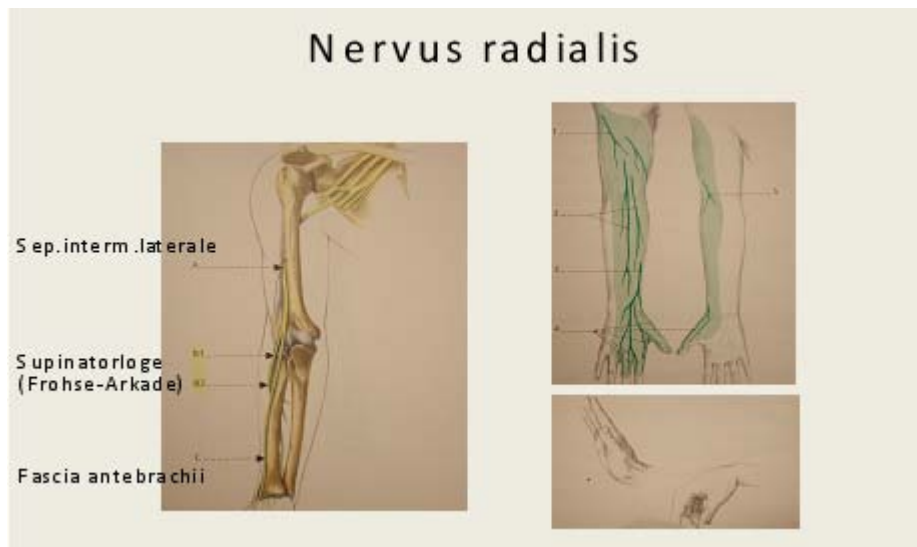 Nervus radialis
Sep.interm.laterale
Supinatorloge
(Frohse-Arkade)
Fascia antebrachii